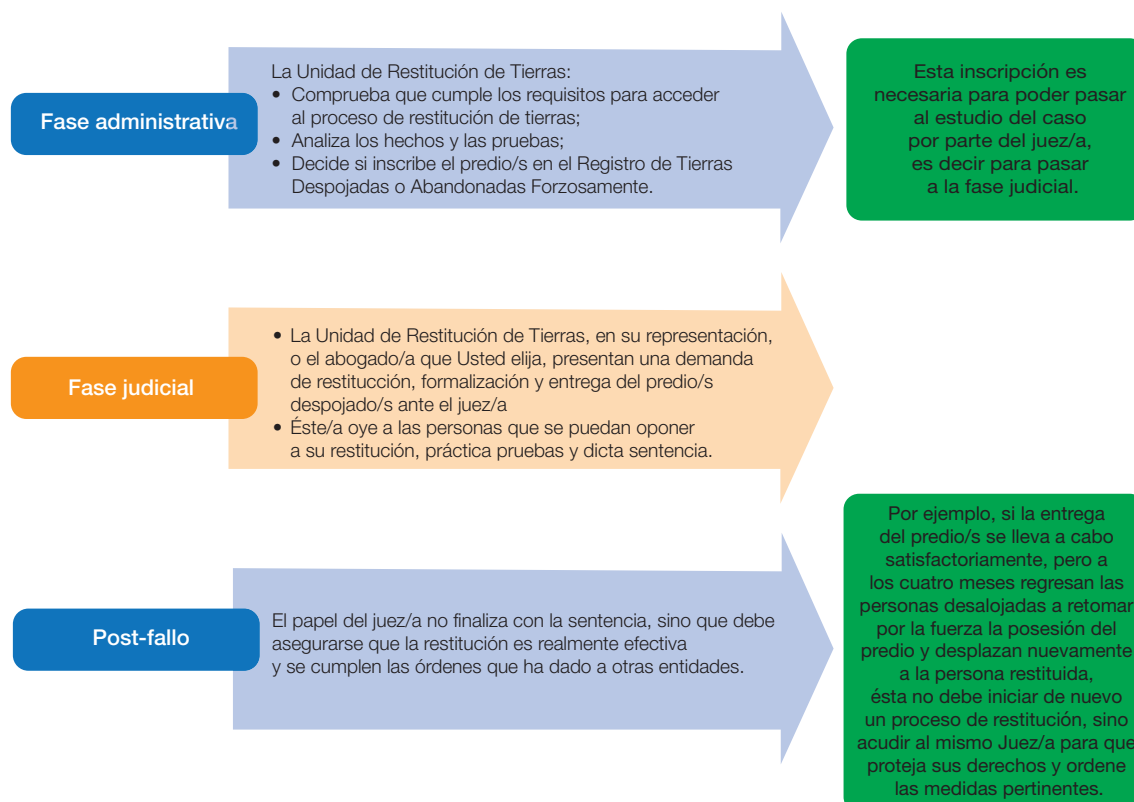 Fase administrativa
La Unidad de Restitución de Tierras:
• Comprueba que cumple los requisitos para acceder
al proceso de restitución de tierras;
• Analiza los hechos y las pruebas;
• Decide si inscribe el predio/s en el Registro de Tierras
Despojadas o Abandonadas Forzosamente.
Esta inscripción es
necesaria para poder pasar
al estudio del caso
por parte del juez/a,
es decir para pasar
a la fase judicial.
Fase judicial
• La Unidad de Restitución de Tierras, en su representación,
o el abogado/a que Usted elija, presentan una demanda
de restitucción, formalización y entrega del predio/s
despojado/s ante el juez/a
• Éste/a oye a las personas que se puedan oponer
a su restitución, práctica pruebas y dicta sentencia.
Post-fallo
El papel del juez/a no finaliza con la sentencia, sino que debe
asegurarse que la restitución es realmente efectiva
y se cumplen las órdenes que ha dado a otras entidades.
Por ejemplo, si la entrega
del predio/s se lleva a cabo
satisfactoriamente, pero a
los cuatro meses regresan las
personas desalojadas a retomar
por la fuerza la posesión del
predio y desplazan nuevamente
a la persona restituida,
ésta no debe iniciar de nuevo
un proceso de restitución, sino
acudir al mismo Juez/a para que
proteja sus derechos y ordene
las medidas pertinentes.